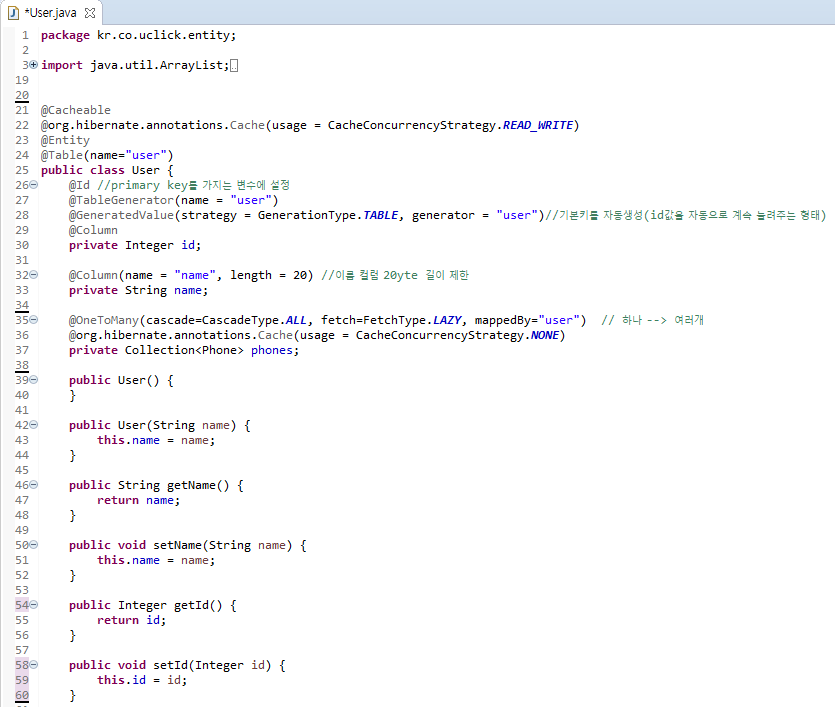 *User.java
1 package kr.co.uclick.entity;
2
3 import java.util.ArrayList;
19
20
21 @Cacheable
22 @org.hibernate.annotations.Cache(usage = CacheConcurrencyStrategy.READ_WRITE)
23 @Entity
24 @Table(name="user")
25 public class User {
26 @Id //primary key를 가지는 변수에 설정
27 @TableGenerator(name = "user")
28 @GeneratedValue(strategy = GenerationType.TABLE, generator = "user")//기본키를 자동생성(id값을 자동으로 계속 늘려주는 형태)
29 @Column
30 private Integer id;
31
32 @Column(name = "name", length = 20) //이름 컬럼 20yte 길이 제한
33 private String name;
34
35 @OneToMany(cascade=CascadeType.ALL, fetch=FetchType.LAZY, mappedBy="user") // 하나 --> 여러개
36 @org.hibernate.annotations.Cache(usage = CacheConcurrencyStrategy.NONE)
37 private Collection<Phone> phones;
38
39 public User() {
40 }
41
42 public User(String name) {
43 this.name = name;
44 }
45
46 public String getName() {
47 return name;
48 }
49
50 public void setName(String name) {
51 this.name = name;
52 }
53
54 public Integer getId() {
55 return id;
56 }
57
58 public void setId(Integer id) {
59 this.id = id;
60 }